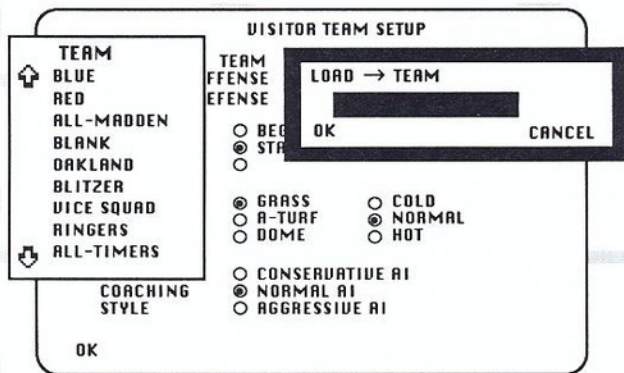 VISITOR TEAM SETUP
TEAM
BLUE
RED
ALL-MADDEN
BLANK
OAKLAND
BLITZER
VICE SQUAD
RINGERS
ALL-TIMERS
TEAM
FFENSE
EFENSE
LOAD → TEAM
OK CANCEL
BEG
STA
GRASS COLD
A-TURF NORMAL
DOME HOT
CONSERVATIVE AI
COACHING NORMAL AI
STYLE AGGRESSIVE AI
OK